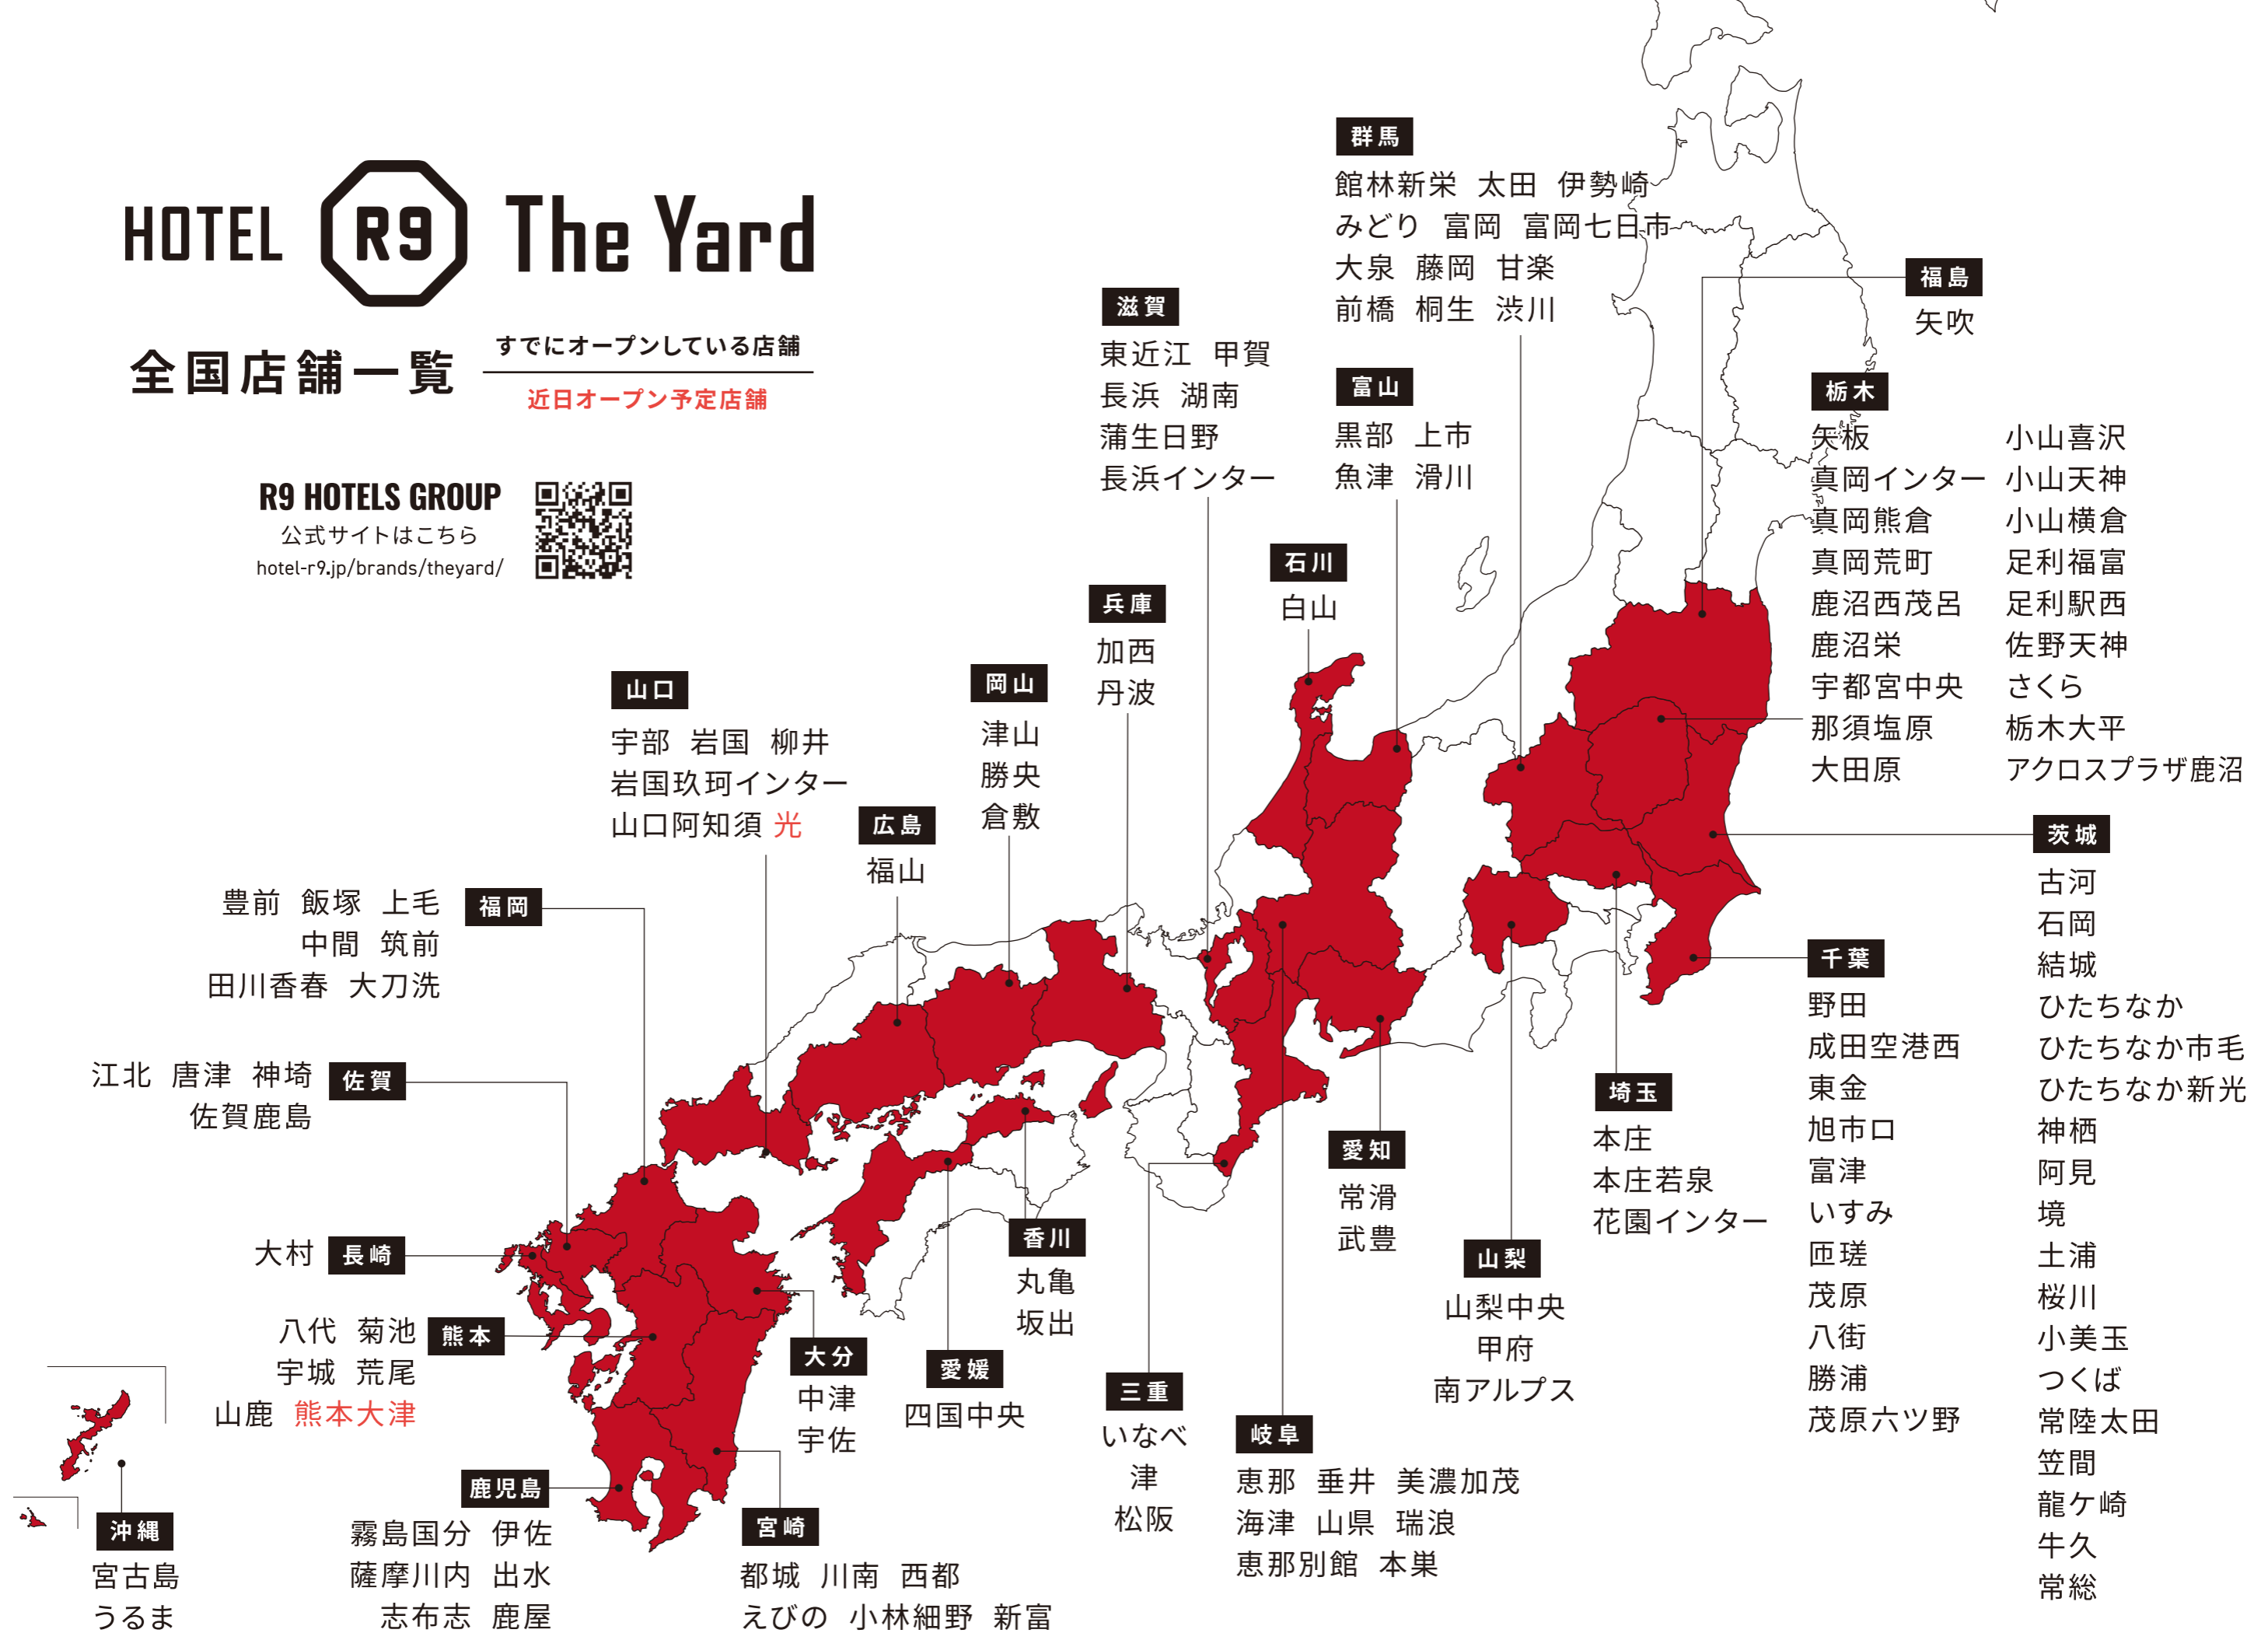 HOTEL R9 The Yard
全国店舗一覧
すでにオープンしている店舗
近日オープン予定店舗
R9 HOTELS GROUP
公式サイトはこちら
hotel-r9.jp/brands/theyard/
群馬
館林新栄 太田 伊勢崎
みどり 富岡 富岡七日市
大泉 藤岡 甘楽
前橋 桐生 渋川
福島
矢吹
滋賀
東近江 甲賀
長浜 湖南
蒲生日野
長浜インター
富山
黒部 上市
魚津 滑川
栃木
矢板
真岡インター
真岡熊倉
真岡荒町
鹿沼西茂呂
鹿沼栄
宇都宮中央
那須塩原
大田原
小山喜沢
小山天神
小山横倉
足利福富
足利駅西
佐野天神
さくら
栃木大平
アクロスプラザ鹿沼
石川
白山
兵庫
加西
丹波
岡山
津山
勝央
倉敷
山口
宇部 岩国 柳井
岩国玖珂インター
山口阿知須 光
広島
福山
茨城
古河
石岡
結城
ひたちなか
ひたちなか市毛
ひたちなか新光
神栖
阿見
境
土浦
桜川
小美玉
つくば
常陸太田
笠間
龍ケ崎
牛久
常総
福岡
豊前 飯塚 上毛
中間 筑前
田川香春 大刀洗
千葉
野田
成田空港西
東金
旭市口
富津
いすみ
匝瑳
茂原
八街
勝浦
茂原六ツ野
佐賀
江北 唐津 神埼
佐賀鹿島
埼玉
本庄
本庄若泉
花園インター
愛知
常滑
武豊
長崎
大村
香川
丸亀
坂出
山梨
山梨中央
甲府
南アルプス
熊本
八代 菊池
宇城 荒尾
山鹿 熊本大津
大分
中津
宇佐
愛媛
四国中央
三重
いなべ
津
松阪
岐阜
恵那 垂井 美濃加茂
海津 山県 瑞浪
恵那別館 本巣
鹿児島
霧島国分 伊佐
薩摩川内 出水
志布志 鹿屋
宮崎
都城 川南 西都
えびの 小林細野 新富
沖縄
宮古島
うるま